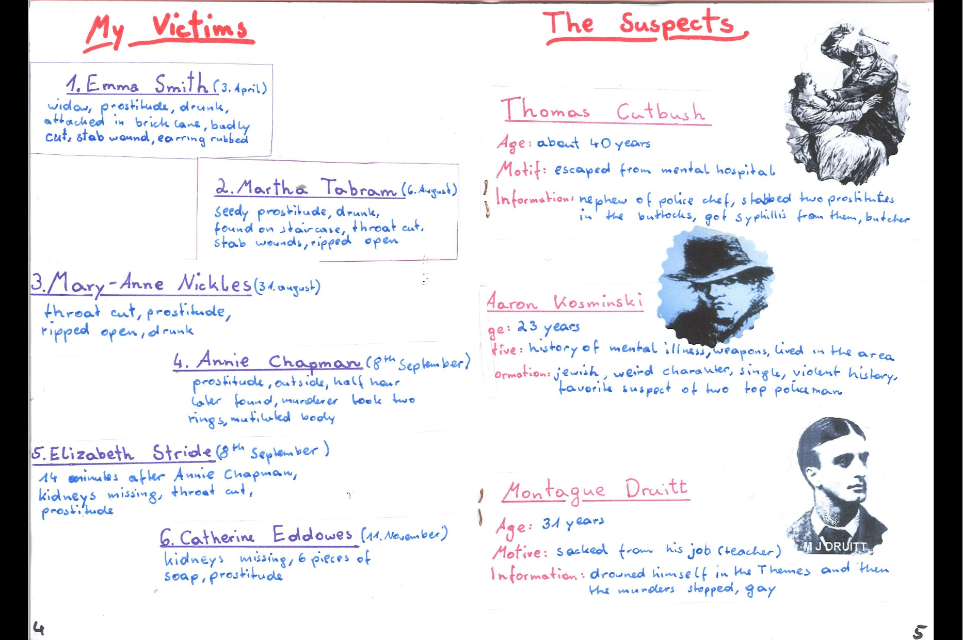 My Victims
1. Emma Smith (3. April)
widow, prostitude, drunk,
attacked in brick lane, badly
cut, stab wound, earring rubbed
2. Martha Tabram (6. August)
seedy prostitude, drunk,
found on staircase, throat cut,
stab wounds, ripped open
3. Mary-Anne Nickles (31. august)
throat cut, prostitude,
ripped open, drunk
4. Annie Chapman (8th September)
prostitude, outside, half hour
later found, murderer took two
rings, mutilated body
5. Elizabeth Stride (8th September)
14 minutes after Annie Chapman,
kidneys missing, throat cut,
prostitude
6. Catherine Eddowes (11. November)
kidneys missing, 6 pieces of
soap, prostitude
4
The Suspects
Thomas Cutbush
Age: about 40 years
Motif: escaped from mental hospital
Information: nephew of police chef, stabbed two prostitutes
in the buttocks, got syphillis from them, butcher
Aaron Kosminski
ge: 23 years
tive: history of mental illness, weapons, lived in the area
ormation: jewish, weird charakter, single, violent history,
favorite suspect of two top policeman
Montague Druitt
Age: 31 years
Motive: sacked from his job (teacher)
Information: drowned himself in the Themes and then
the murders stopped, gay
M J DRUITT
5